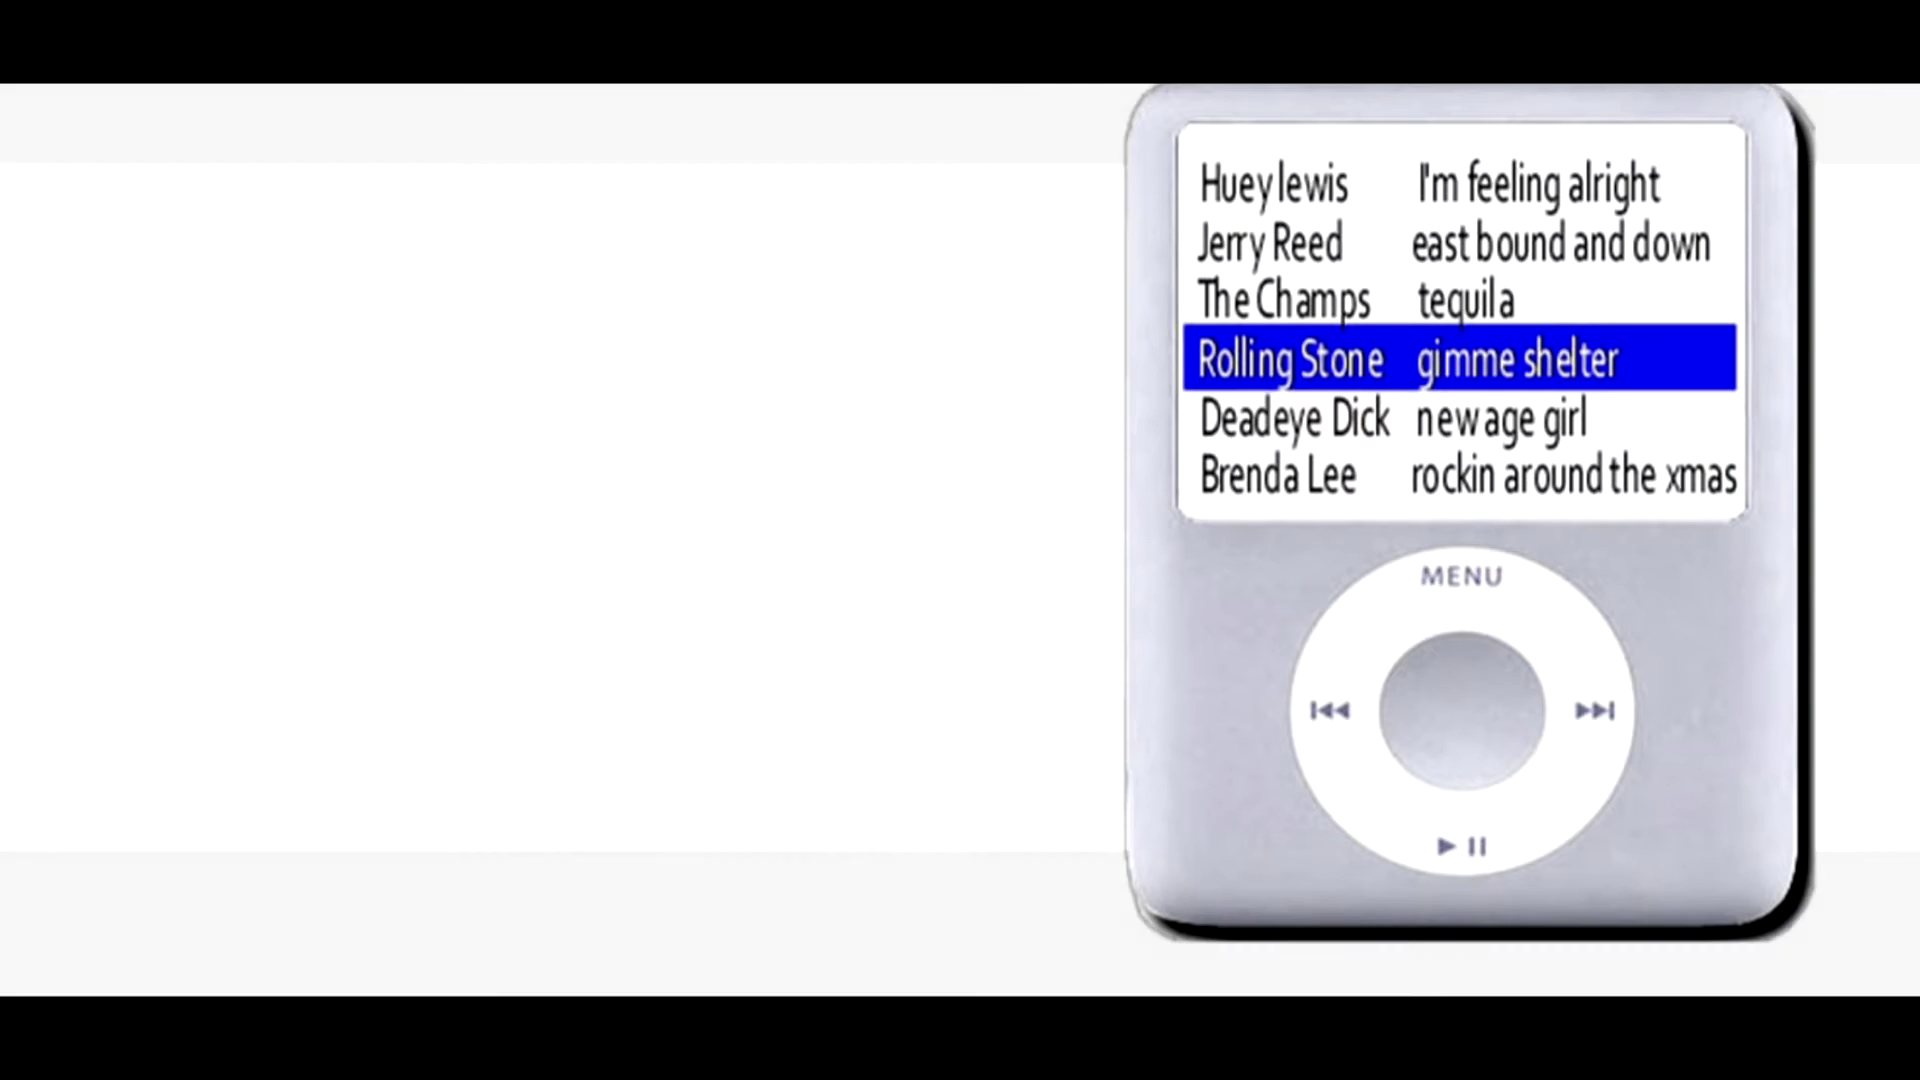 Huey lewis I'm feeling alright
Jerry Reed east bound and down
The Champs tequila
Rolling Stone gimme shelter
Deadeye Dick new age girl
Brenda Lee rockin around the xmas
MENU